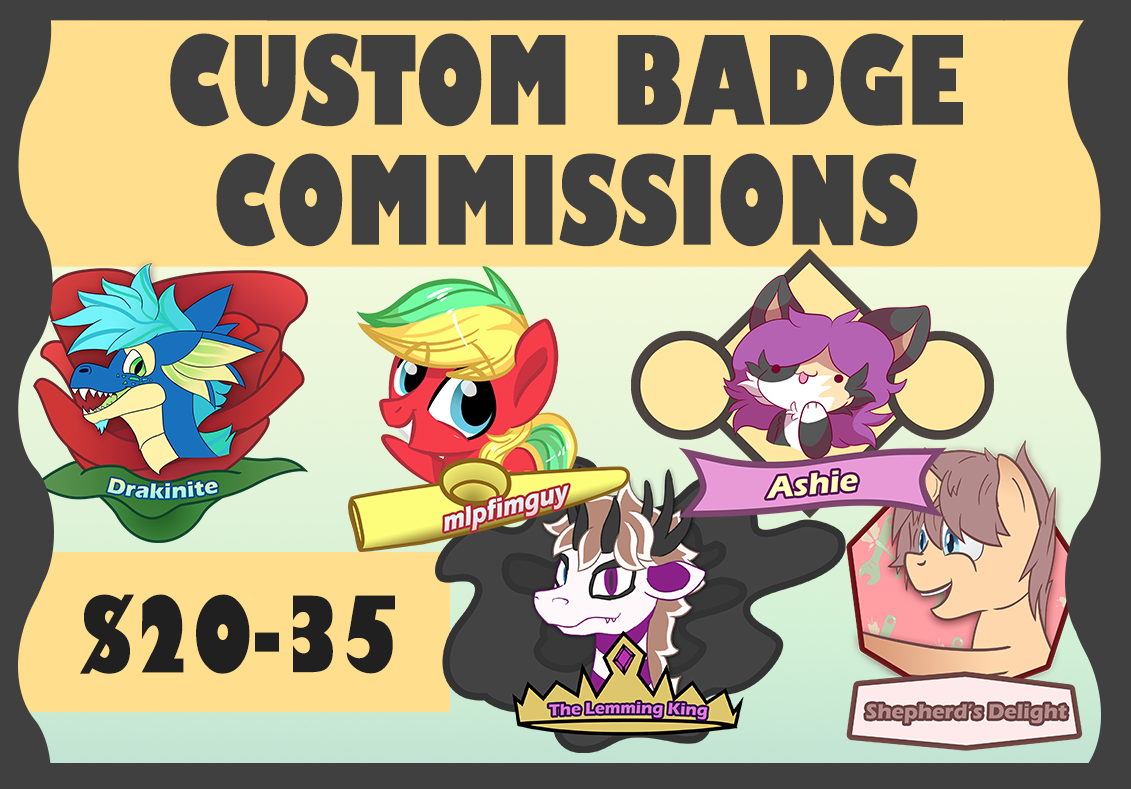 CUSTOM BADGE
COMMISSIONS
Drakinite
mlpfimguy
Ashie
$20-35
The Lemming King
Shepherd's Delight